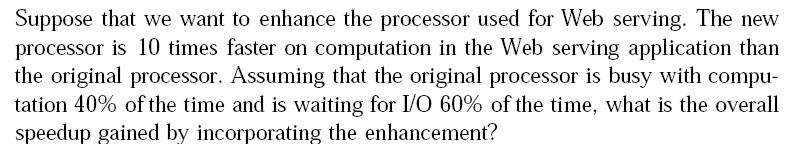 Suppose that we want to enhance the processor used for Web serving. The new
processor is 10 times faster on computation in the Web serving application than
the original processor. Assuming that the original processor is busy with compu-
tation 40% of the time and is waiting for I/O 60% of the time, what is the overall
speedup gained by incorporating the enhancement?